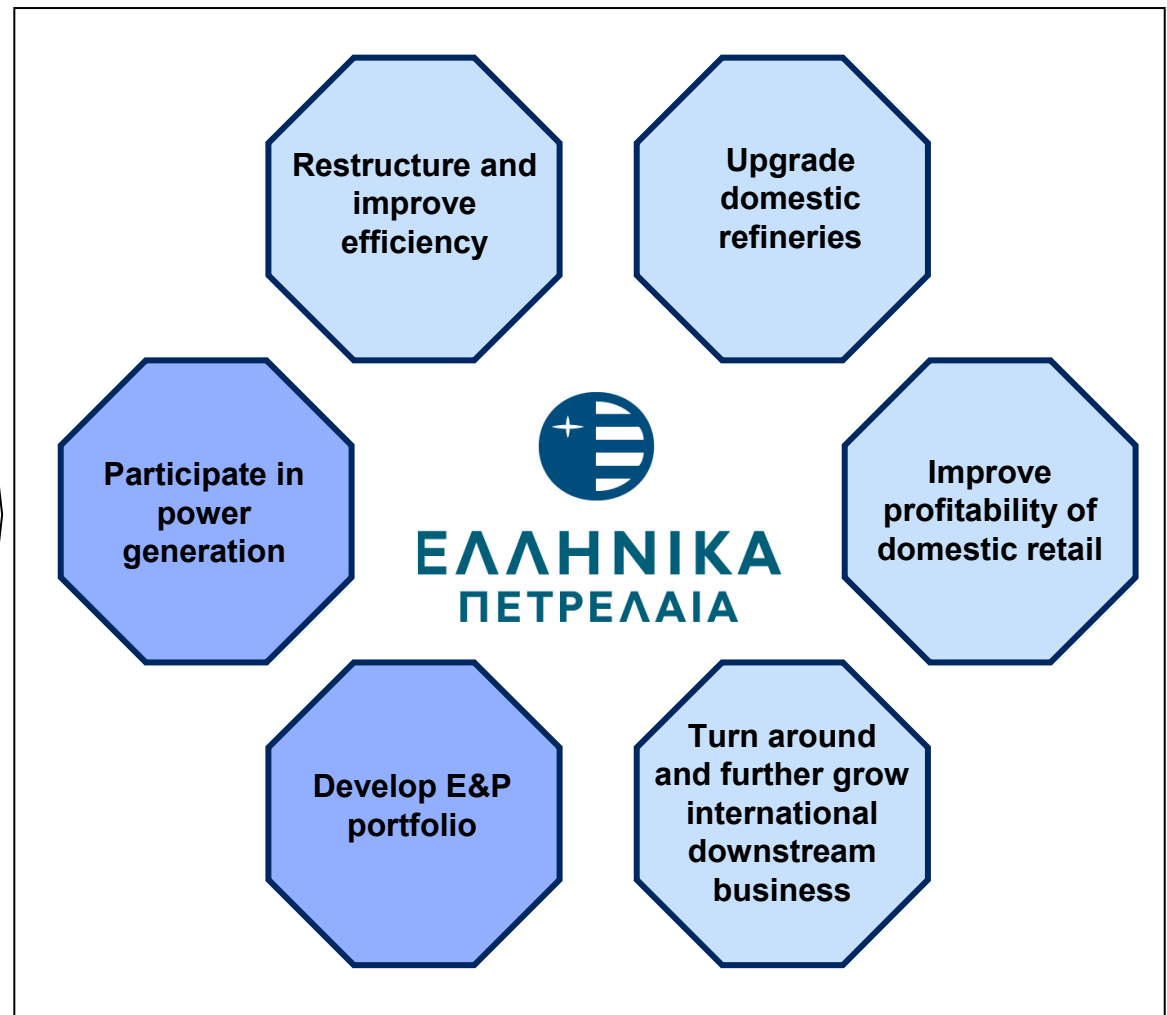 Restructure and
improve
efficiency
Upgrade
domestic
refineries
Participate in
power
generation
ΕΛΛΗΝΙΚΑ
ΠΕΤΡΕΛΑΙΑ
Improve
profitability of
domestic retail
Develop E&P
portfolio
Turn around
and further grow
international
downstream
business